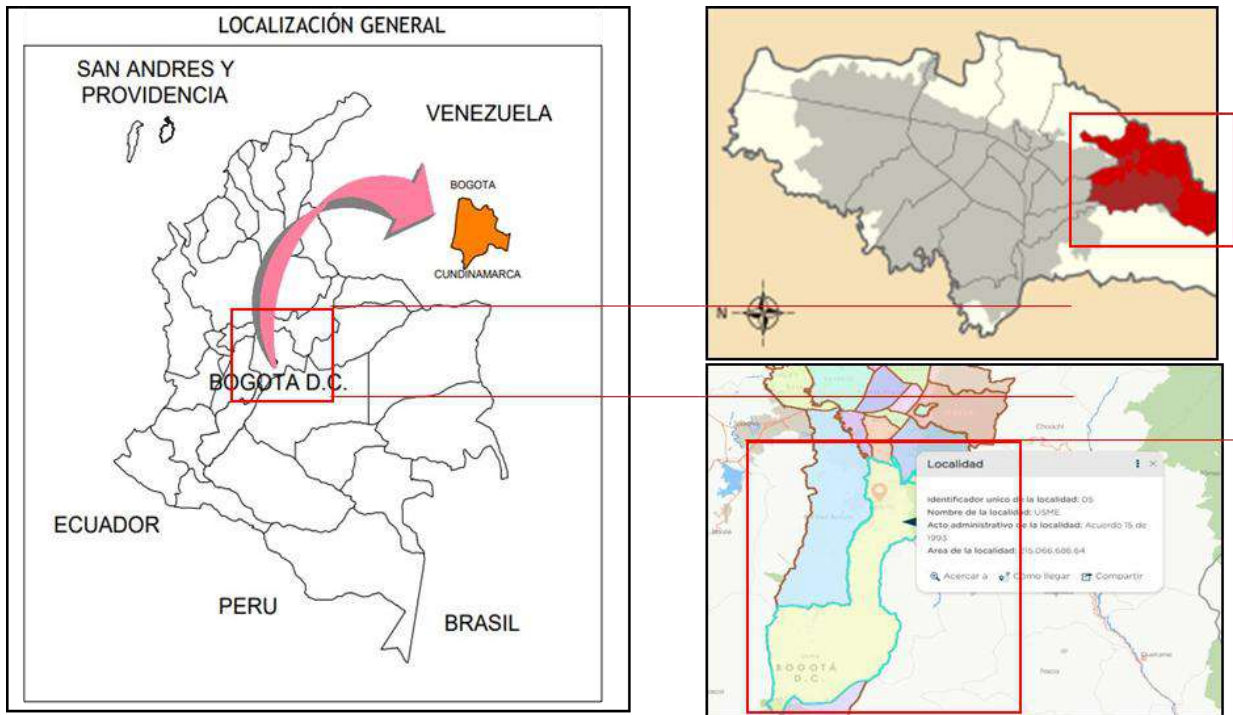 LOCALIZACIÓN GENERAL
SAN ANDRES Y
PROVIDENCIA
VENEZUELA
BOGOTA
CUNDINAMARCA
BOGOTA D.C.
ECUADOR
PERU
BRASIL
N
Choachí
Localidad
Identificador unico de la localidad: 05
Nombre de la localidad: USME
Acto administrativo de la localidad: Acuerdo 15 de
1993
Area de la localidad: 215.066.686.64
Acercar a
Cómo llegar
Compartir
Quetame
BOGOTÁ
D.C.